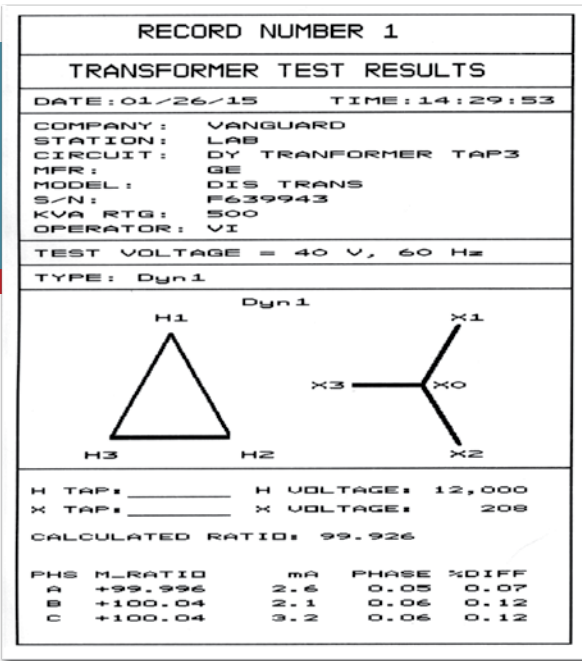 RECORD NUMBER 1
TRANSFORMER TEST RESULTS
DATE:01/26/15 TIME:14:29:53
COMPANY: VANGUARD
STATION: LAB
CIRCUIT: DY TRANFORMER TAP3
MFR: GE
MODEL: DIS TRANS
S/N: F639943
KVA RTG: 500
OPERATOR: VI
TEST VOLTAGE = 40 V, 60 Hz
TYPE: Dyn1
Dyn1
H1 X1
X3 X0
H3 H2 X2
H TAP:________ H VOLTAGE: 12,000
X TAP:________ X VOLTAGE: 208
CALCULATED RATIO: 99.926
PHS M_RATIO mA PHASE %DIFF
A +99.996 2.6 0.05 0.07
B +100.04 2.1 0.06 0.12
C +100.04 3.2 0.06 0.12